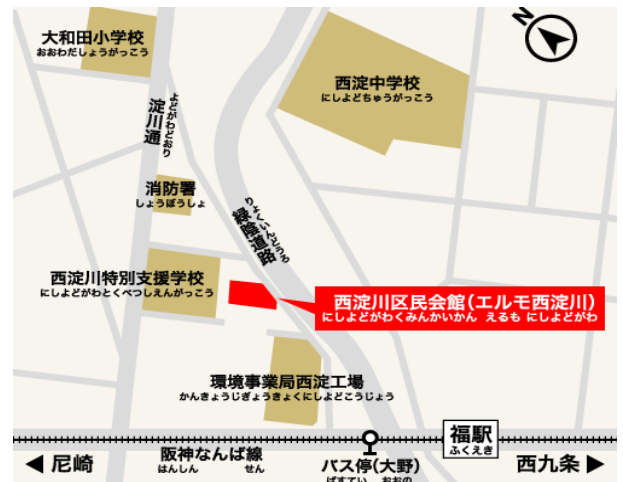 N
大和田小学校
おおわだしょうがっこう
西淀中学校
にしよどちゅうがっこう
淀川通
よどがわどおり
消防署
しょうぼうしょ
緑陰道路
りょくいんどうろ
西淀川特別支援学校
にしよどがわとくべつしえんがっこう
西淀川区民会館(エルモ西淀川)
にしよどがわくみんかいかん えるも にしよどがわ
環境事業局西淀工場
かんきょうじぎょうきょくにしよどこうじょう
福駅
ふくえき
◀ 尼崎
阪神なんば線
はんしん せん
バス停(大野)
ばすてい おおの
西九条 ▶